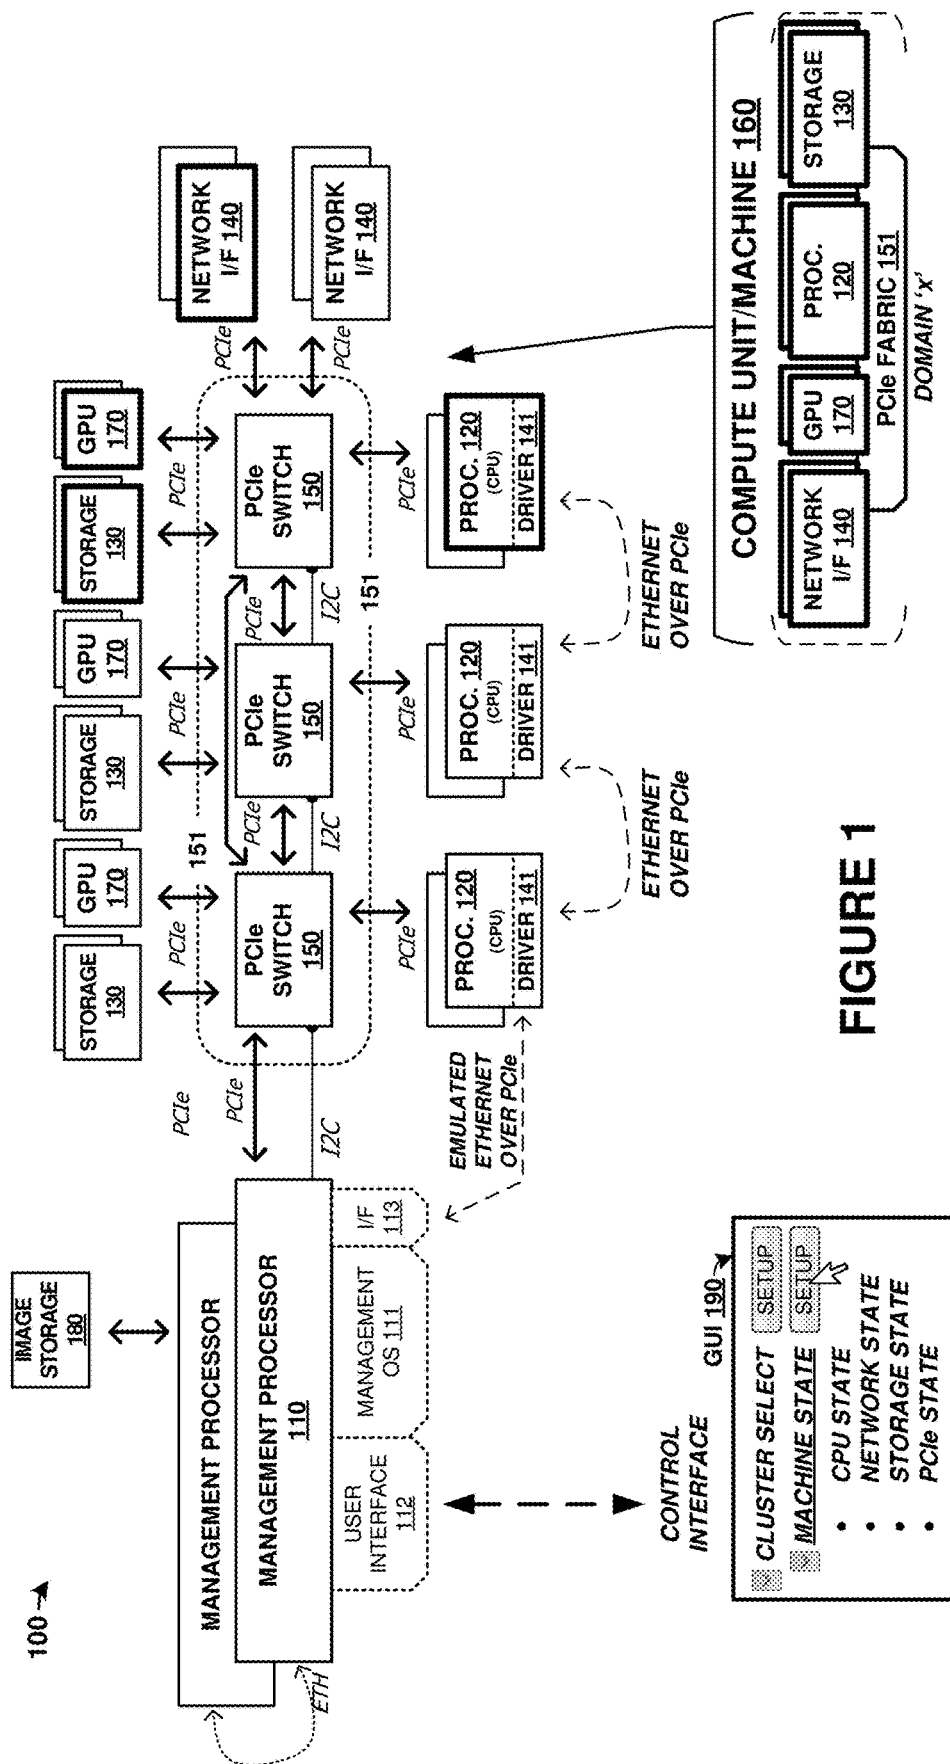 100
IMAGE
STORAGE
180
STORAGE
130
GPU
170
STORAGE
130
GPU
170
STORAGE
130
GPU
170
PCIe
PCIe
PCIe
PCIe
151
MANAGEMENT PROCESSOR
MANAGEMENT PROCESSOR
110
ETH
PCIe
I2C
PCIe
SWITCH
150
PCIe
I2C
PCIe
SWITCH
150
PCIe
I2C
PCIe
SWITCH
150
151
PCIe
NETWORK
I/F 140
PCIe
NETWORK
I/F 140
USER
INTERFACE
112
MANAGEMENT
OS 111
I/F
113
PCIe
PCIe
PCIe
PROC. 120
(CPU)
DRIVER 141
PROC. 120
(CPU)
DRIVER 141
PROC. 120
(CPU)
DRIVER 141
EMULATED
ETHERNET
OVER PCIe
ETHERNET
OVER PCIe
ETHERNET
OVER PCIe
CONTROL
INTERFACE
GUI 190
CLUSTER SELECT SETUP
MACHINE STATE SETUP
• CPU STATE
• NETWORK STATE
• STORAGE STATE
• PCIe STATE
COMPUTE UNIT/MACHINE 160
NETWORK
I/F 140
GPU
170
PROC.
120
STORAGE
130
PCIe FABRIC 151
DOMAIN 'x'
FIGURE 1